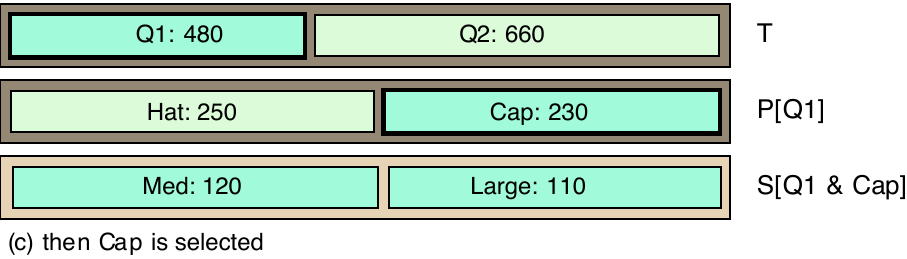 Q1: 480 Q2: 660 T
Hat: 250 Cap: 230 P[Q1]
Med: 120 Large: 110 S[Q1 & Cap]
(c) then Cap is selected